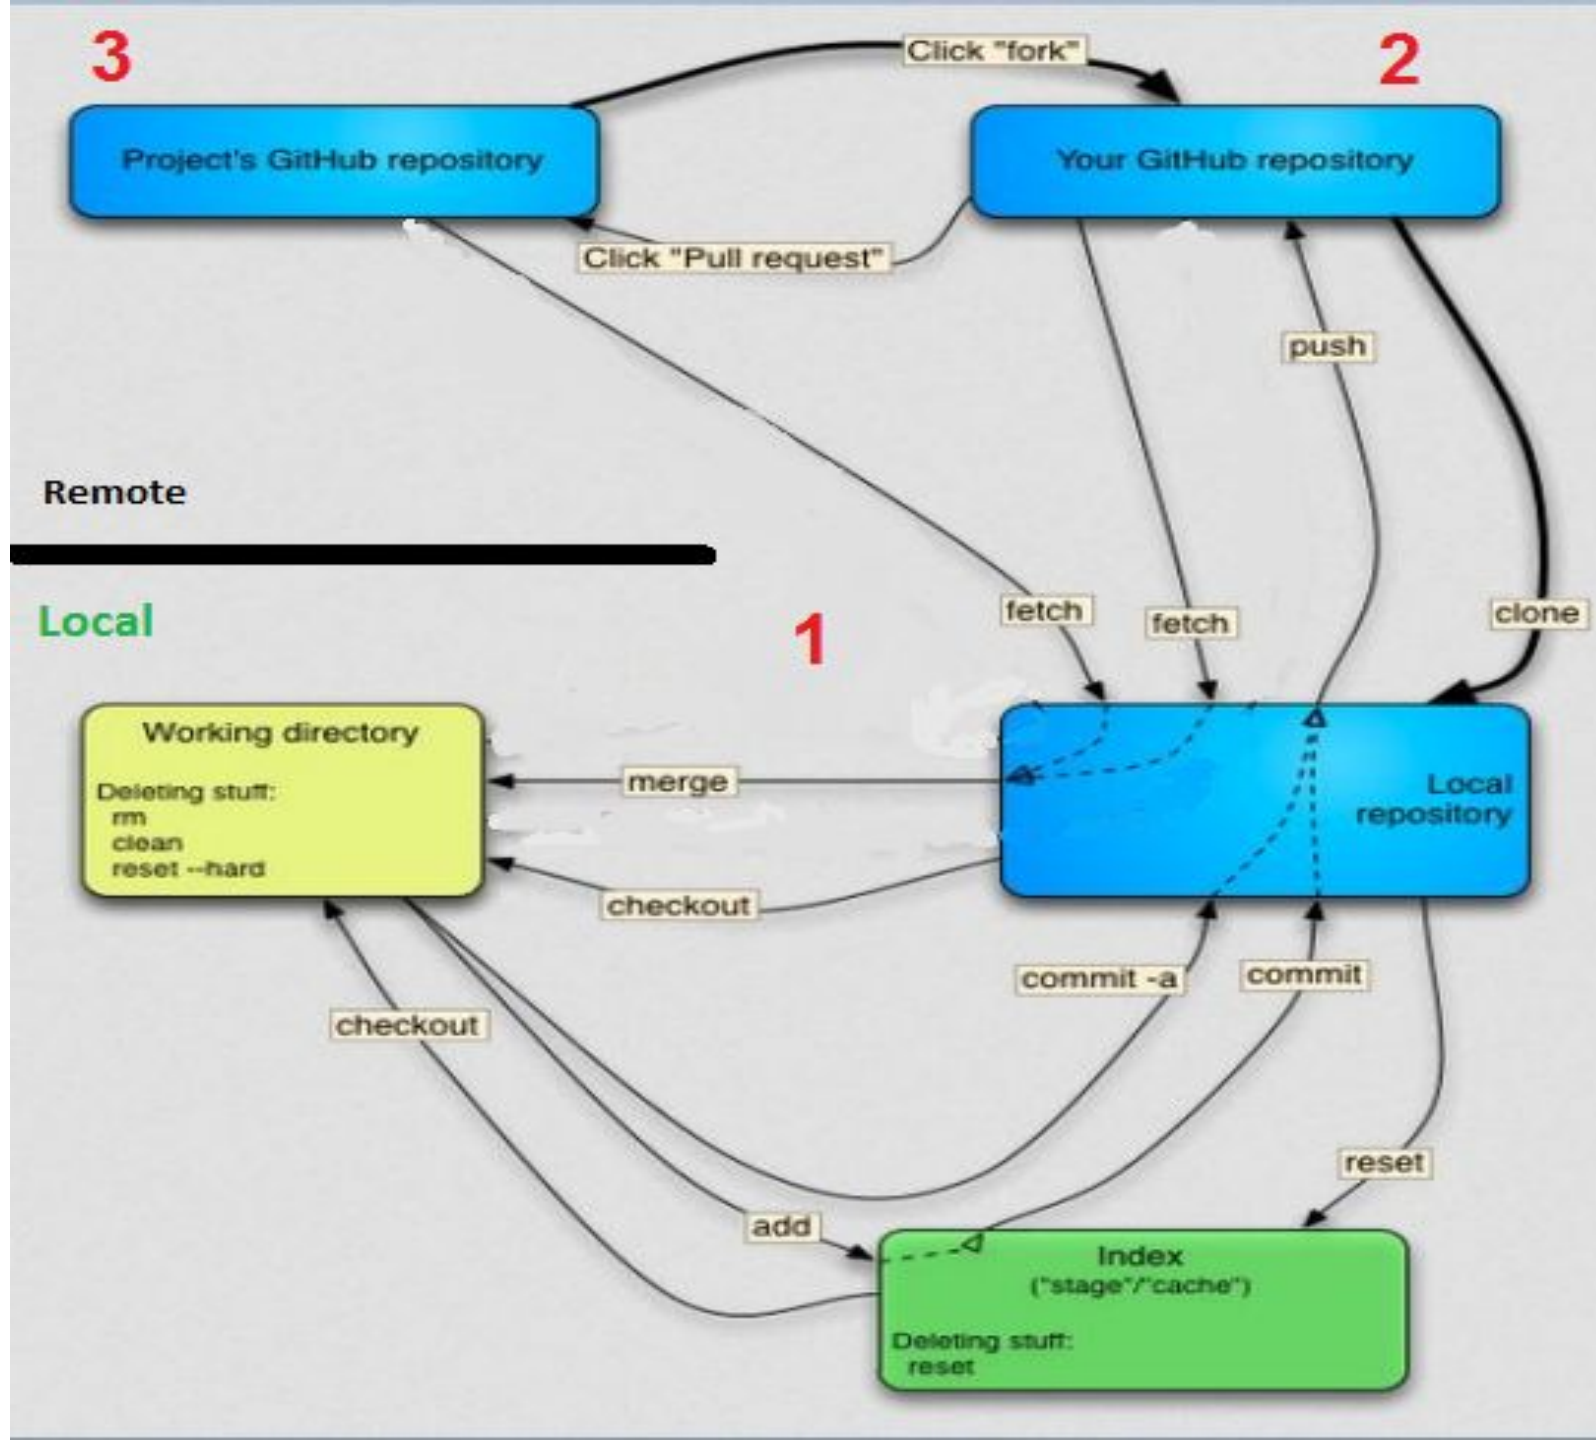 3
Click "fork"
2
Project's GitHub repository
Your GitHub repository
Click "Pull request"
push
Remote
fetch
fetch
clone
Local
1
Working directory
Deleting stuff:
rm
clean
reset --hard
merge
Local
repository
checkout
commit -a
commit
checkout
reset
add
Index
("stage"/"cache")
Deleting stuff:
reset